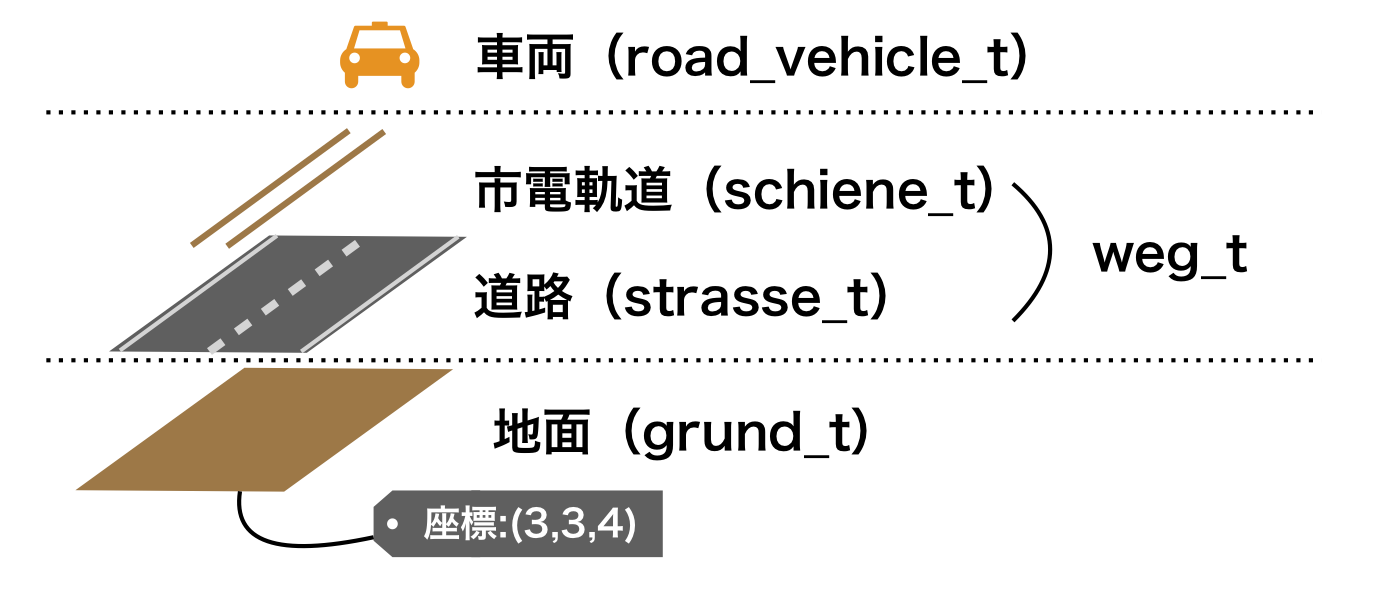 車両（road_vehicle_t）
市電軌道（schiene_t）
weg_t
道路（strasse_t）
地面（grund_t）
座標:(3,3,4)